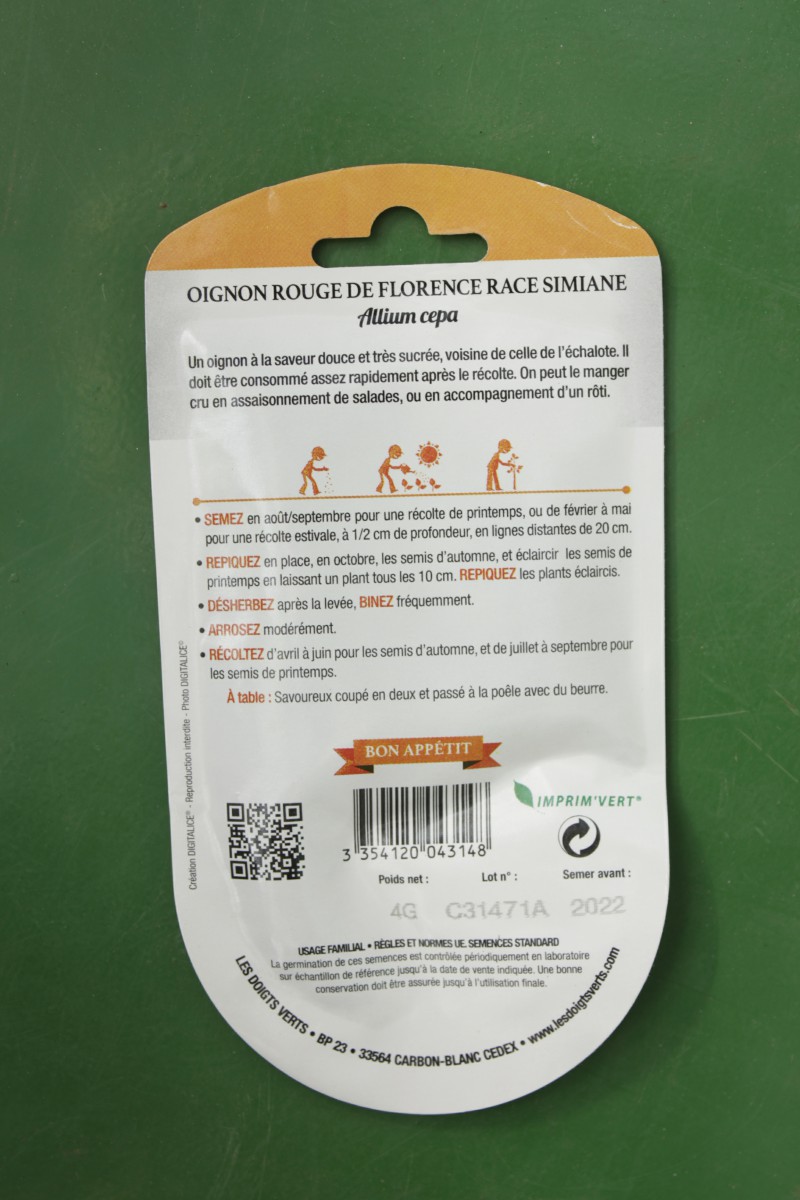 OIGNON ROUGE DE FLORENCE RACE SIMIANE
Allium cepa
Un oignon à la saveur douce et très sucrée, voisine de celle de l'échalote. Il
doit être consommé assez rapidement après le récolte. On peut le manger
cru en assaisonnement de salades, ou en accompagnement d'un rôti.
• SEMEZ en août/septembre pour une récolte de printemps, ou de février à mai
pour une récolte estivale, à 1/2 cm de profondeur, en lignes distantes de 20 cm.
• REPIQUEZ en place, en octobre, les semis d'automne, et éclaircir les semis de
printemps en laissant un plant tous les 10 cm. REPIQUEZ les plants éclaircis.
• DÉSHERBEZ après la levée, BINEZ fréquemment.
• ARROSEZ modérément.
• RÉCOLTEZ d'avril à juin pour les semis d'automne, et de juillet à septembre pour
les semis de printemps.
À table : Savoureux coupé en deux et passé à la poêle avec du beurre.
Création DIGITALICE® - Reproduction interdite - Photo DIGITALICE®
BON APPÉTIT
IMPRIM'VERT®
3 354120 043148
Poids net : Lot n° : Semer avant :
4G C31471A 2022
USAGE FAMILIAL • RÈGLES ET NORMES UE. SEMENCES STANDARD
La germination de ces semences est contrôlée périodiquement en laboratoire
sur échantillon de référence jusqu'à la date de vente indiquée. Une bonne
conservation doit être assurée jusqu'à l'utilisation finale.
LES DOIGTS VERTS • BP 23 • 33564 CARBON-BLANC CEDEX • www.lesdoigtsverts.com